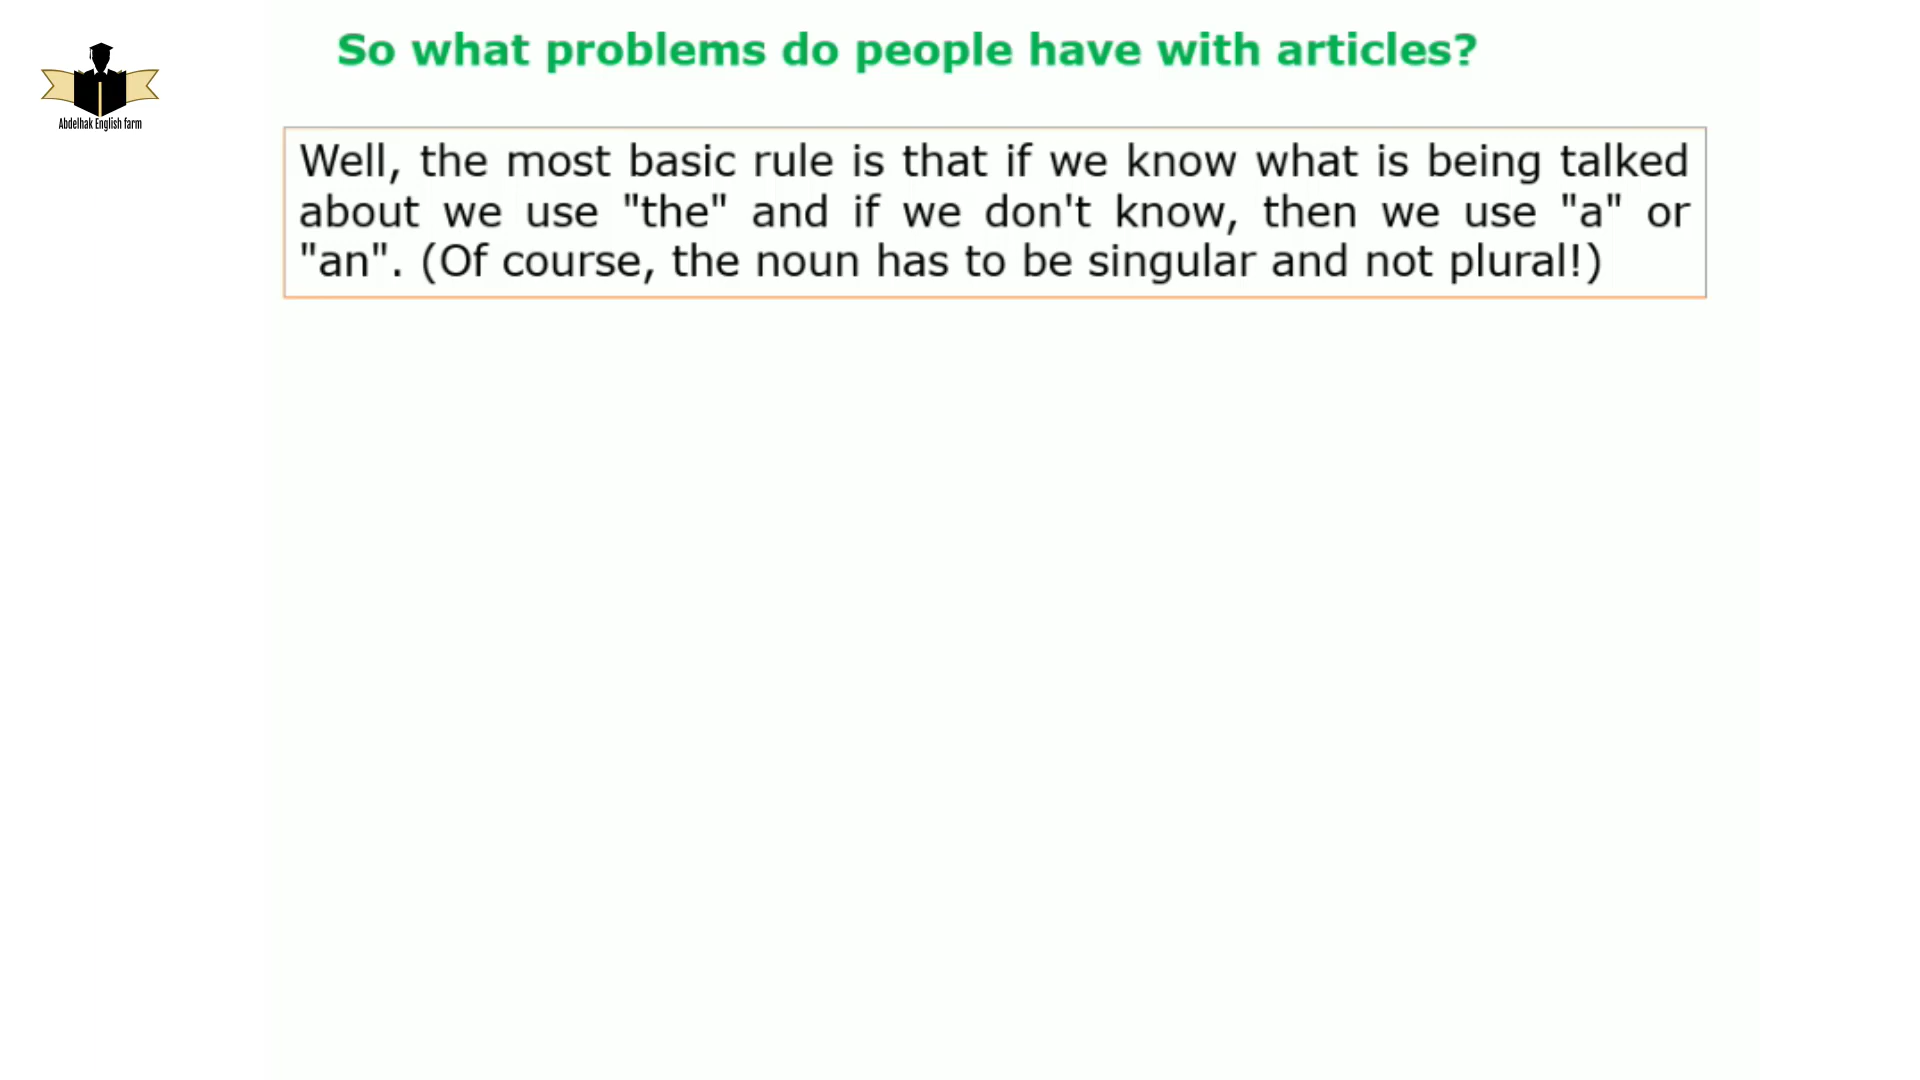 So what problems do people have with articles?
Abdelhak English farm
Well, the most basic rule is that if we know what is being talked
about we use "the" and if we don't know, then we use "a" or
"an". (Of course, the noun has to be singular and not plural!)